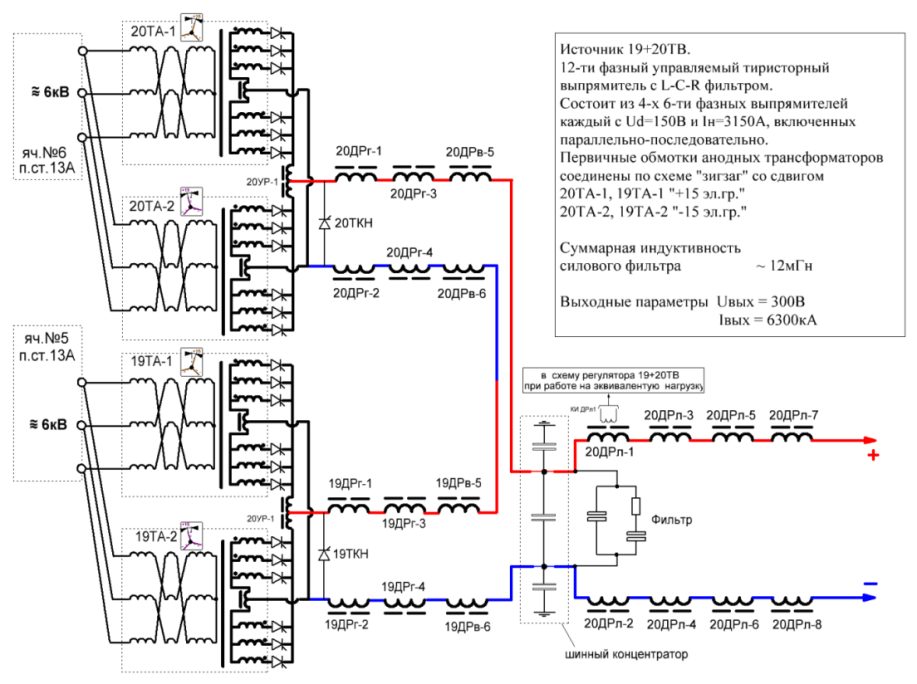 20ТА-1
≈ 6кВ
яч.№6
п.ст.13А
20ТА-2
20УР-1
20ДРг-1
20ДРг-3
20ДРв-5
20ТКН
20ДРг-4
20ДРг-2
20ДРв-6
Источник 19+20ТВ.
12-ти фазный управляемый тиристорный
выпрямитель с L-C-R фильтром.
Состоит из 4-х 6-ти фазных выпрямителей
каждый с Ud=150В и Iн=3150А, включенных
параллельно-последовательно.
Первичные обмотки анодных трансформаторов
соединены по схеме "зигзаг" со сдвигом
20ТА-1, 19ТА-1 "+15 эл.гр."
20ТА-2, 19ТА-2 "-15 эл.гр."
Суммарная индуктивность
силового фильтра ~ 12мГн
Выходные параметры Uвых = 300В
Iвых = 6300кА
яч.№5
п.ст.13А
≈ 6кВ
19ТА-1
19ТА-2
19УР-1
19ДРг-1
19ДРг-3
19ДРв-5
19ТКН
19ДРг-4
19ДРг-2
19ДРв-6
в схему регулятора 19+20ТВ
при работе на эквивалентую нагрузку
КИ ДРл1
20ДРл-1
20ДРл-3
20ДРл-5
20ДРл-7
+
Фильтр
−
20ДРл-2
20ДРл-4
20ДРл-6
20ДРл-8
шинный концентратор